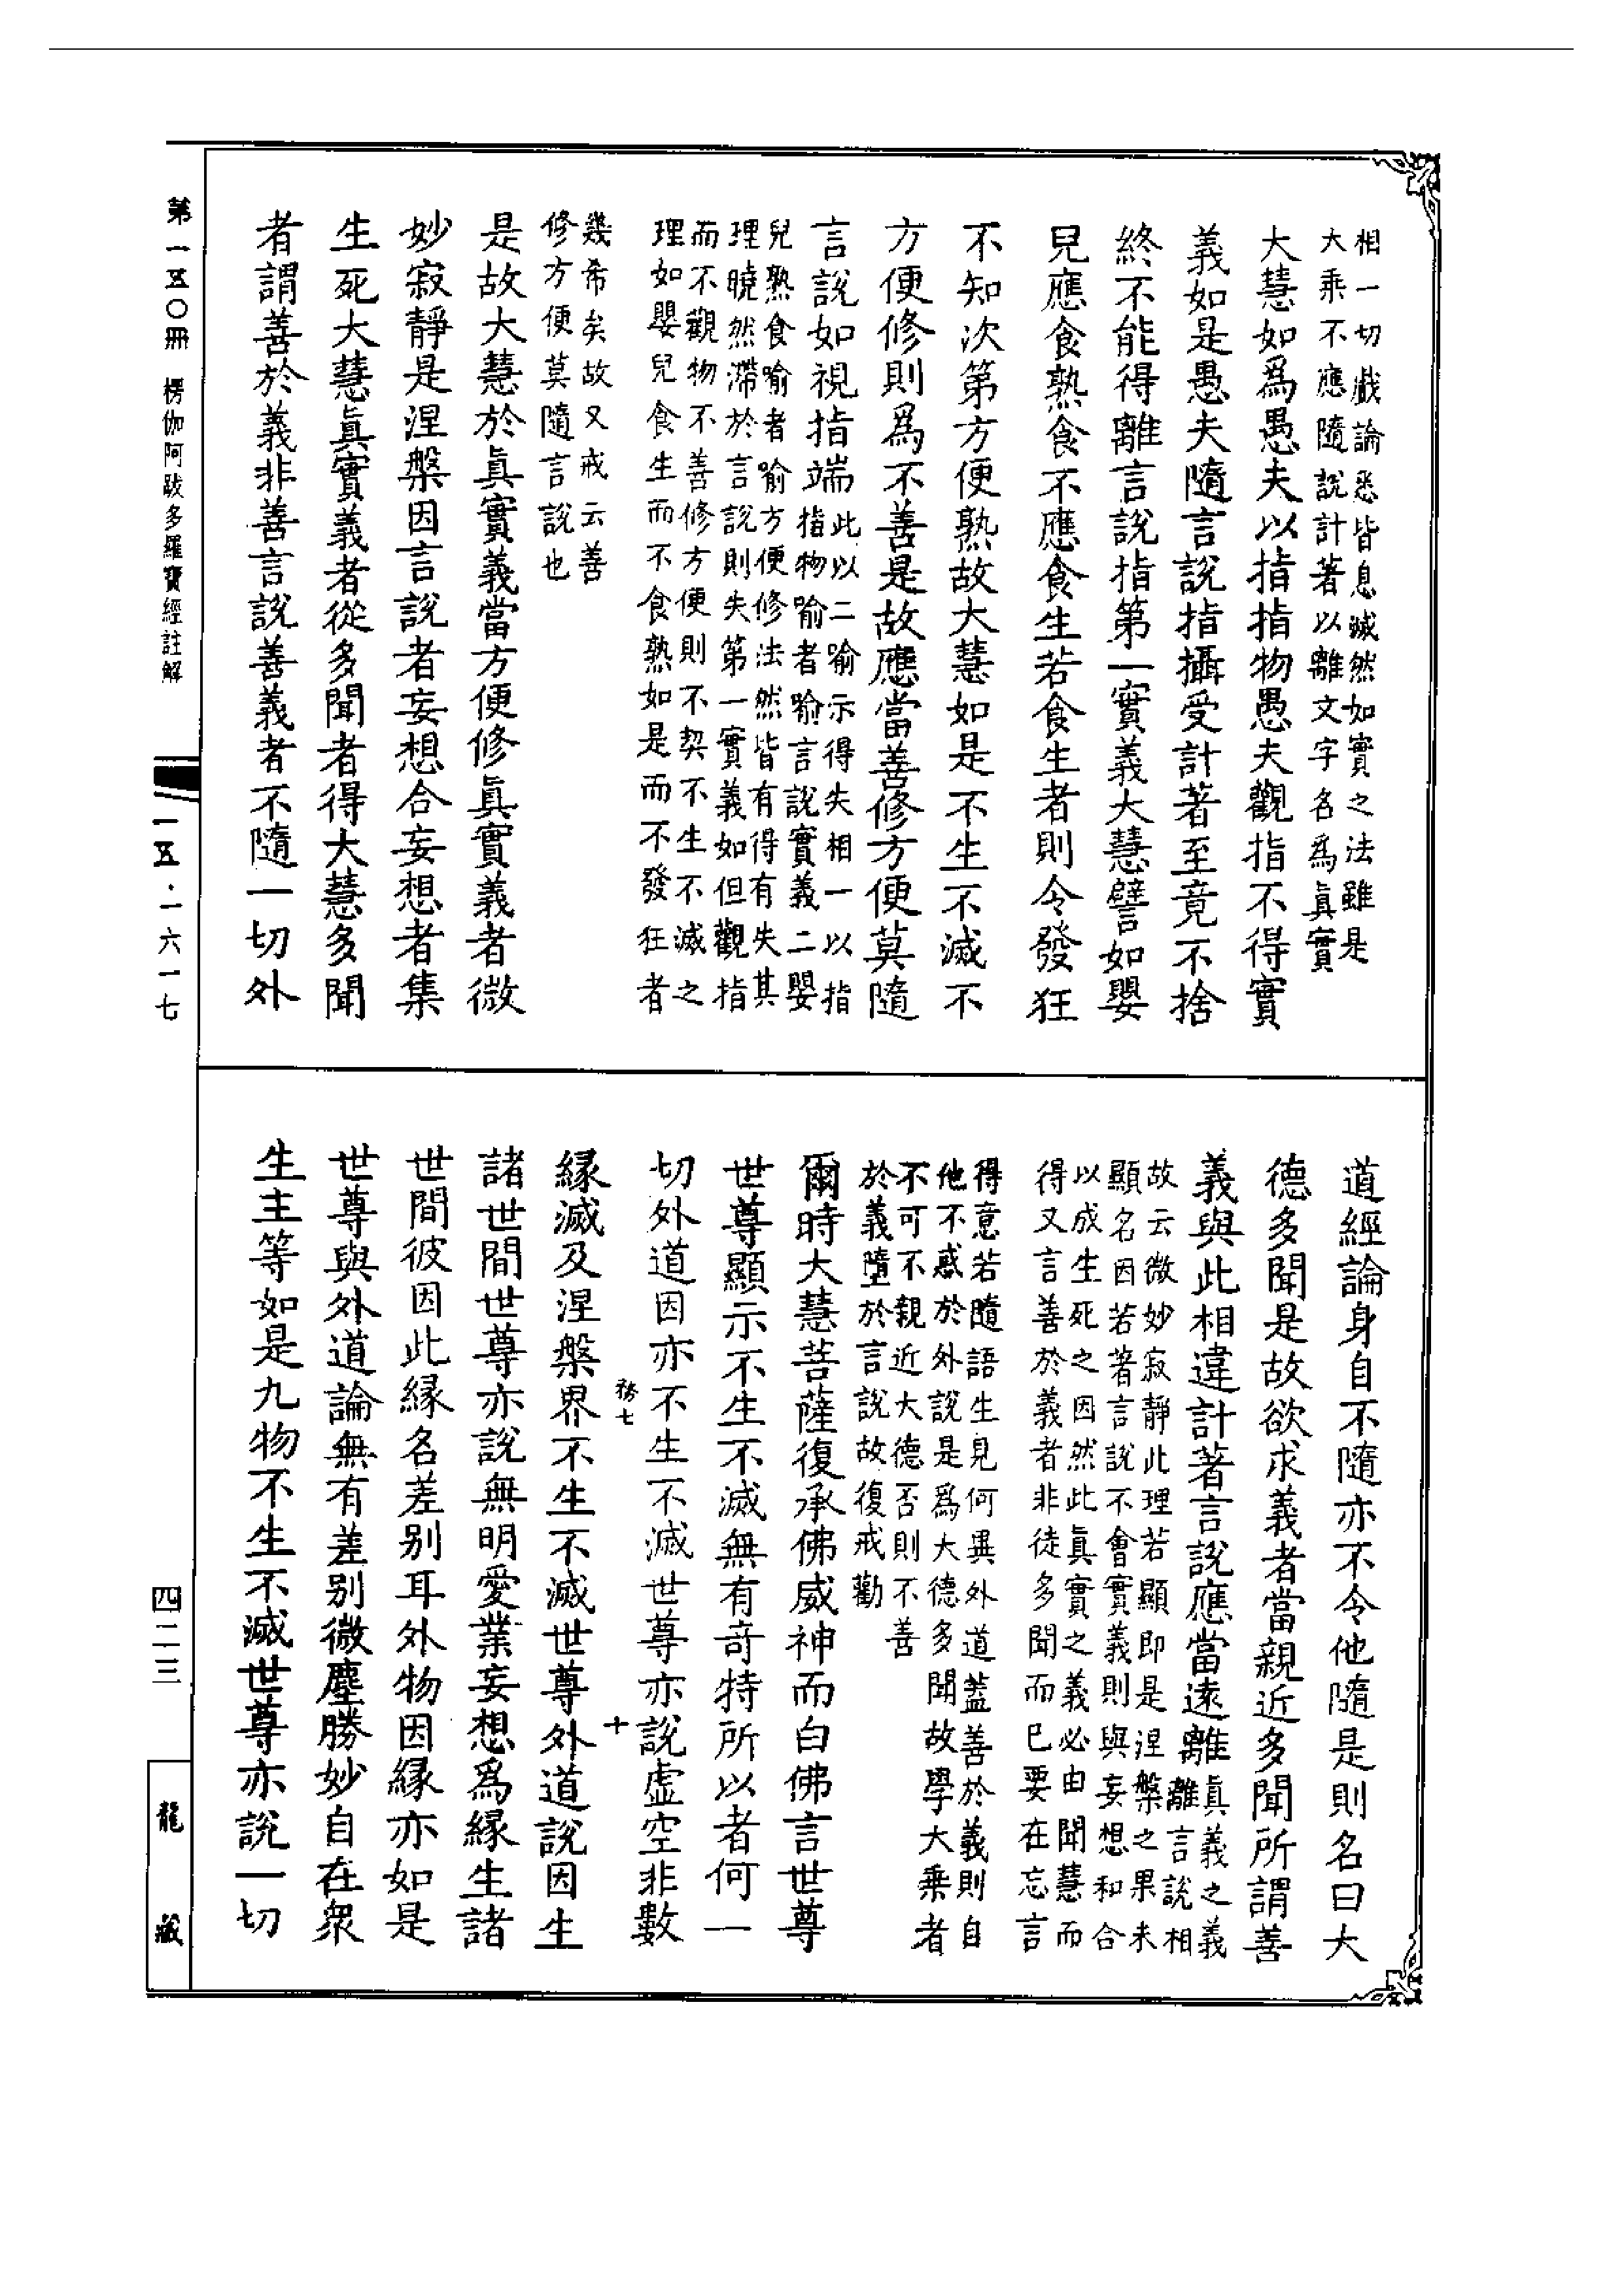 相一切戲論悉皆息滅然如實之法雖是
大乘不應隨說計著以離文字名爲眞實
大慧如爲愚夫以指指物愚夫觀指不得實
義如是愚夫隨言說指攝受計著至竟不捨
終不能得離言說指第一實義大慧譬如嬰
兒應食熟食不應食生若食生者則令發狂
不知次第方便熟故大慧如是不生不滅不
方便修則爲不善是故應當善修方便莫隨
言說如視指端
此以二喻示得失相一以指
指物喻者喻言說實義二嬰
兒熟食喻者喻方便修法然皆有得有失其
理曉然滯於言說則失第一實義如但觀指
而不觀物不善修方便則不契不生不滅之
理如嬰兒食生而不食熟如是而不發狂者
幾希矣故又戒云善
修方便莫隨言說也
是故大慧於眞實義當方便修眞實義者微
妙寂靜是涅槃因言說者妄想合妄想者集
生死大慧眞實義者從多聞者得大慧多聞
者謂善於義非善言說善義者不隨一切外
道經論身自不隨亦不令他隨是則名曰大
德多聞是故欲求義者當親近多聞所謂善
義與此相違計著言說應當遠離
眞義之義
離言說相
故云微妙寂靜此理若顯即是涅槃之果未
顯名因若著言說不會實義則與妄想和合
以成生死之因然此眞實之義必由聞慧而
得又言善於義者非徒多聞而已要在忘言
得意若隨語生見何異外道蓋善於義則自
他不惑於外說是爲大德多聞故學大乘者
不可不親近大德否則不善
於義墮於言說故復戒勸
爾時大慧菩薩復承佛威神而白佛言世尊
世尊顯示不生不滅無有奇特所以者何一
切外道因亦不生不滅世尊亦說虛空非數
務七
十
緣滅及涅槃界不生不滅世尊外道說因生
諸世間世尊亦說無明愛業妄想爲緣生諸
世間彼因此緣名差别耳外物因緣亦如是
世尊與外道論無有差别微塵勝妙自在衆
生主等如是九物不生不滅世尊亦說一切
第一五〇冊 楞伽阿跋多羅寶經註解
一五·一六一七
四二三
龍藏